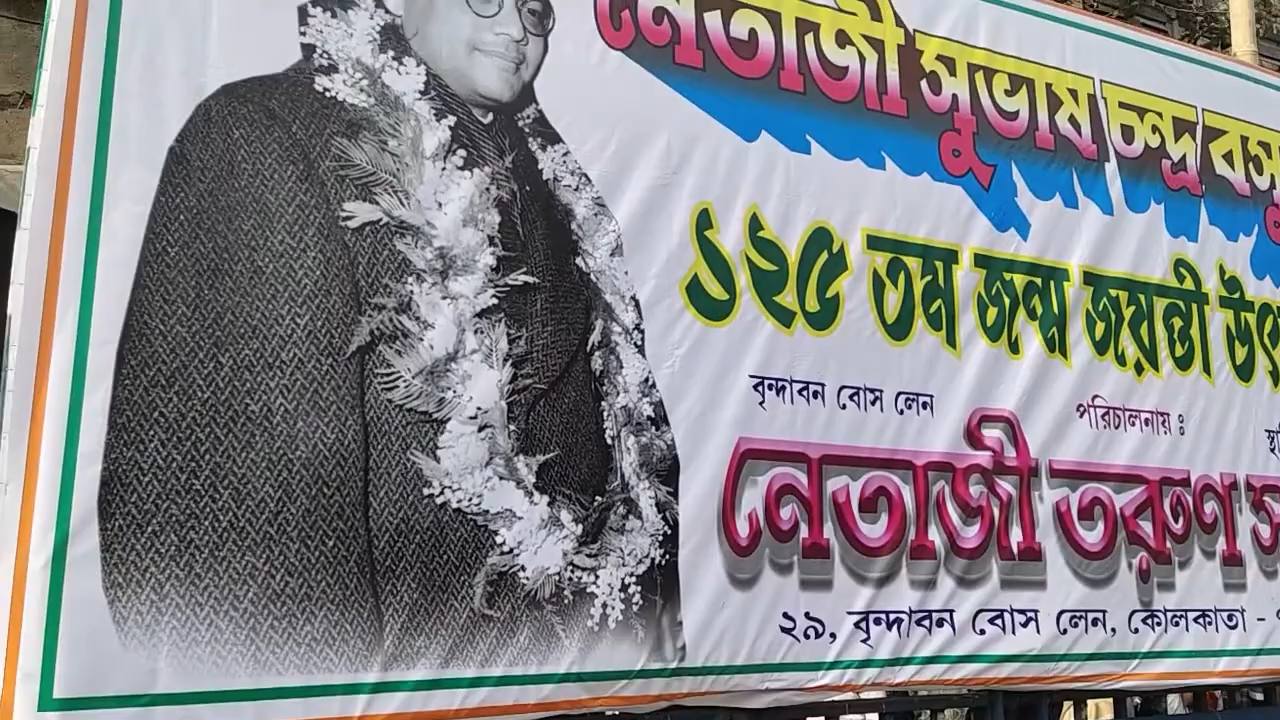 নেতাজী সুভাষ চন্দ্র বসু
১২৫ তম জন্ম জয়ন্তী
বৃন্দাবন বোস লেন
পরিচালনায় ঃ
নেতাজী তরুণ
২৯, বৃন্দাবন বোস লেন, কোলকাতা -